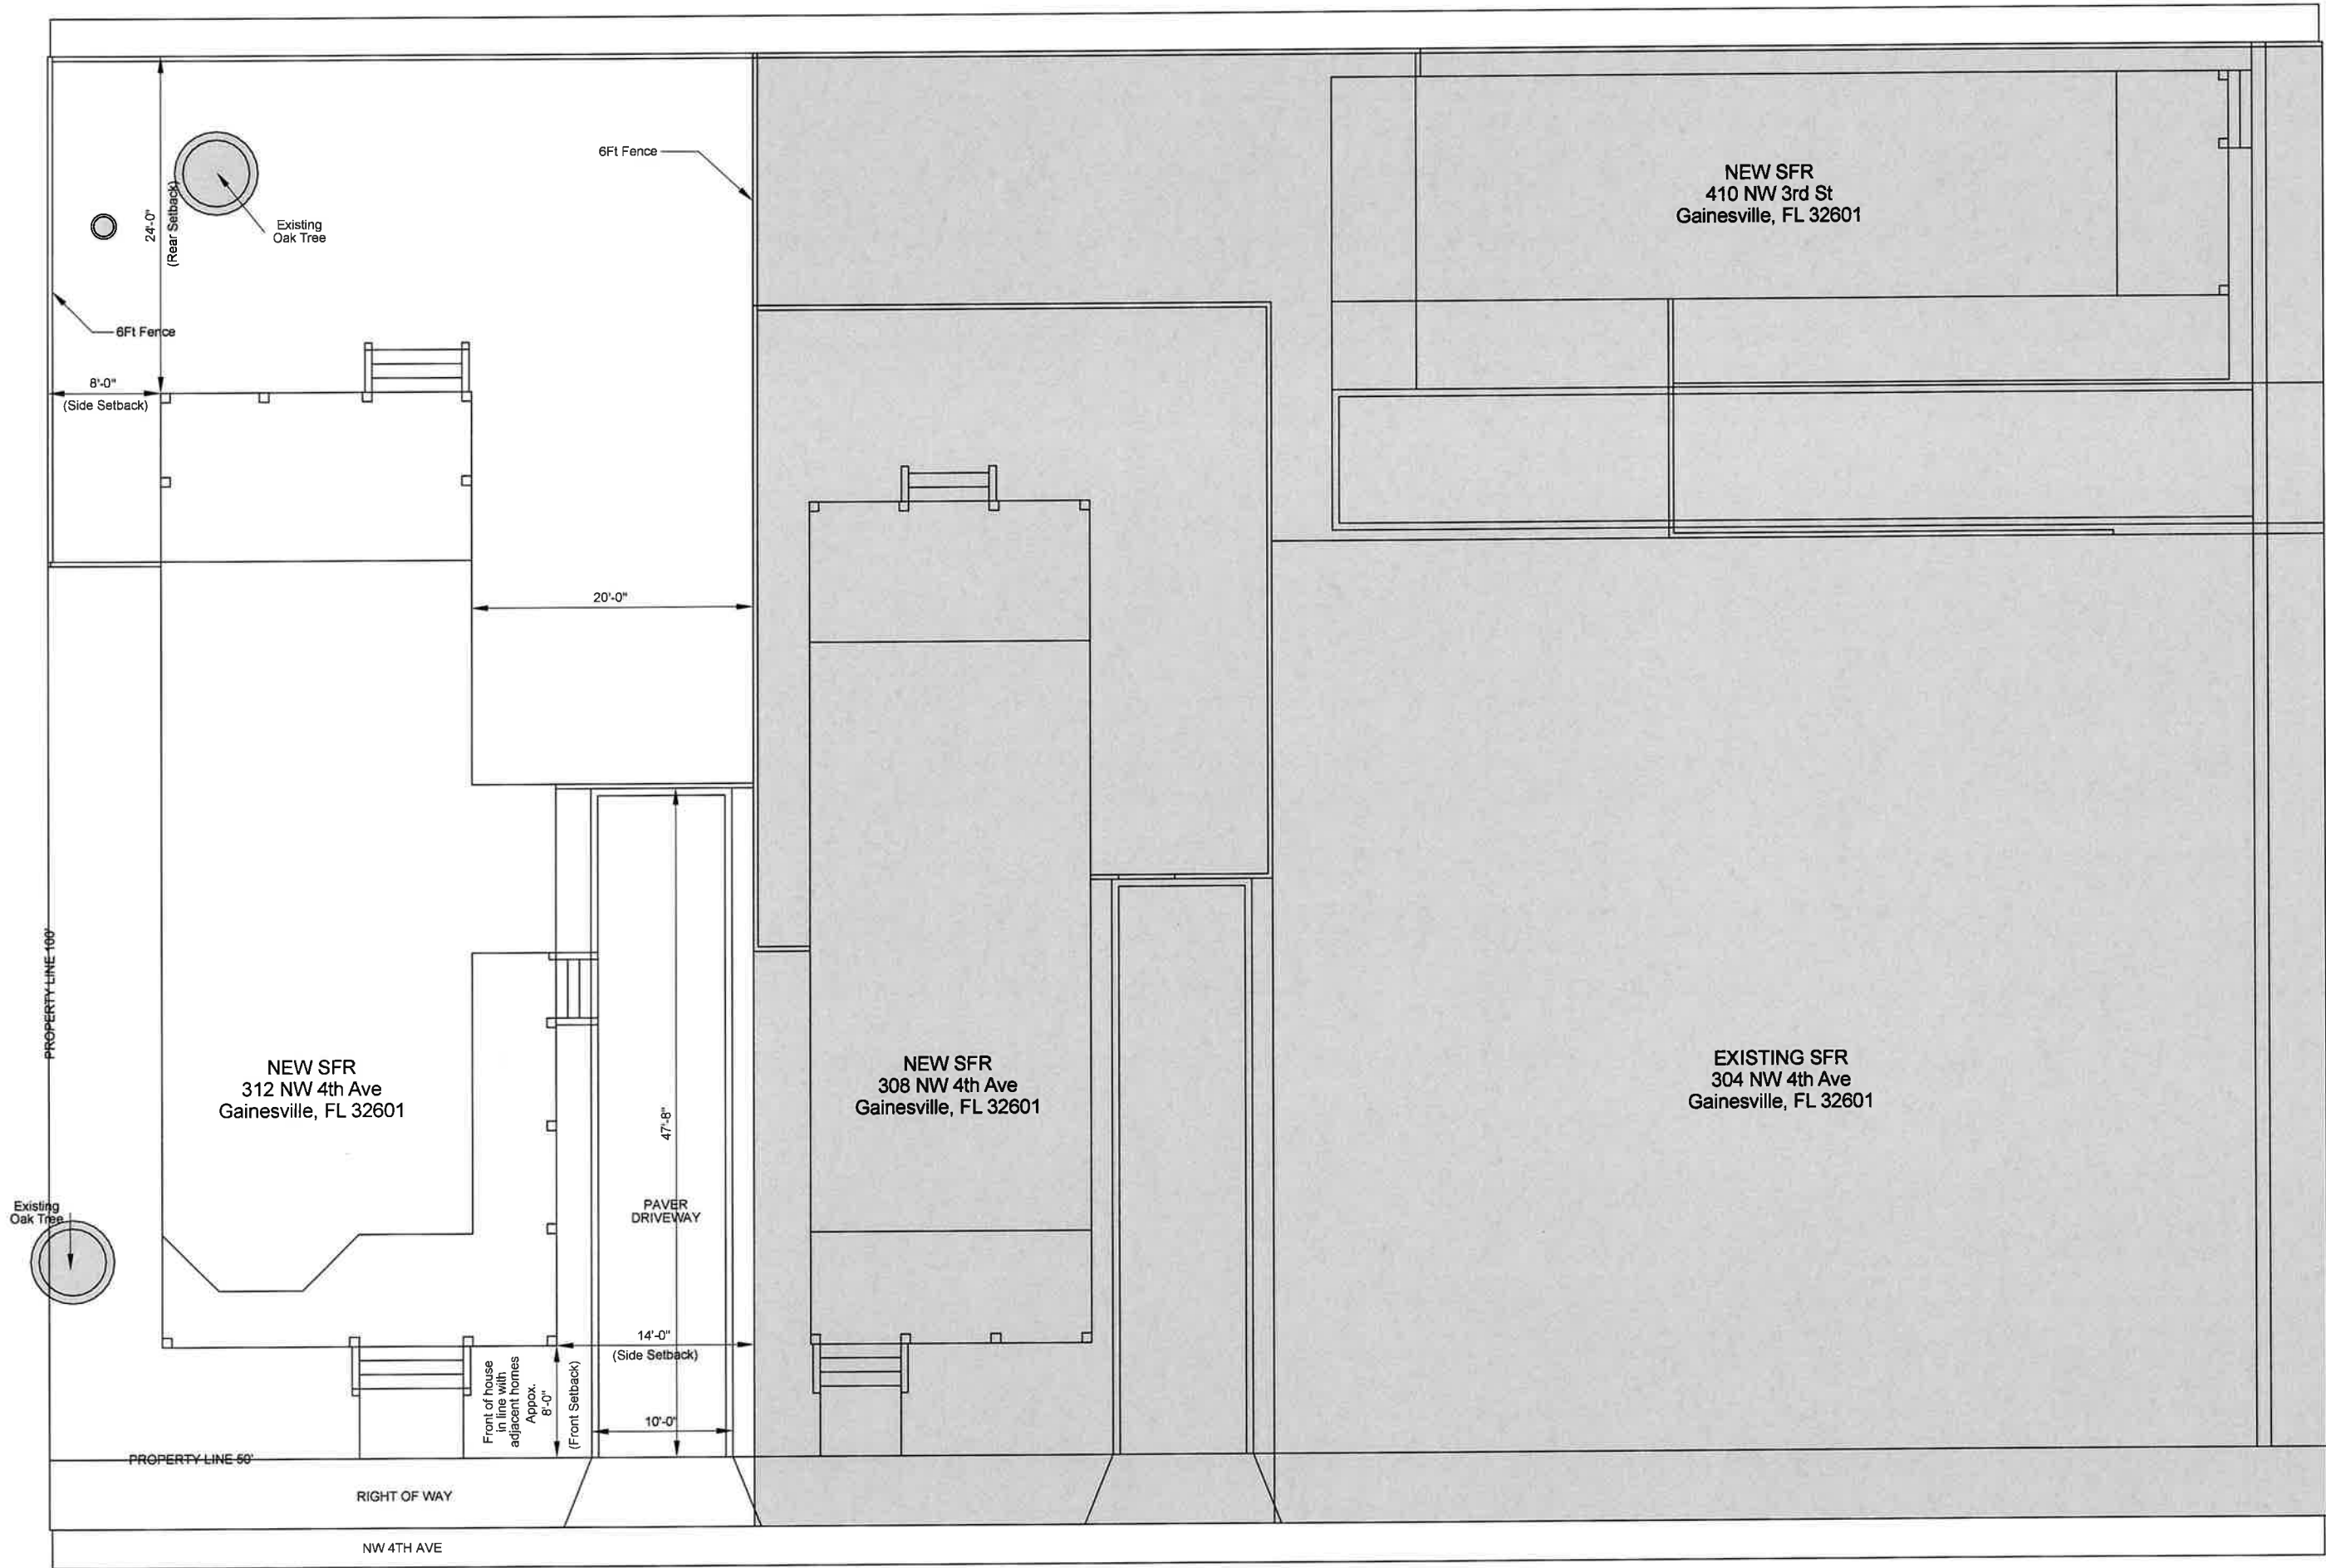 6Ft Fence
24'-0"
(Rear Setback)
Existing
Oak Tree
6Ft Fence
8'-0"
(Side Setback)
NEW SFR
410 NW 3rd St
Gainesville, FL 32601
20'-0"
PROPERTY LINE 100'
NEW SFR
312 NW 4th Ave
Gainesville, FL 32601
47'-8"
PAVER
DRIVEWAY
NEW SFR
308 NW 4th Ave
Gainesville, FL 32601
EXISTING SFR
304 NW 4th Ave
Gainesville, FL 32601
Existing
Oak Tree
14'-0"
(Side Setback)
Front of house
in line with
adjacent homes
Appox.
8'-0"
(Front Setback)
10'-0"
PROPERTY LINE 50'
RIGHT OF WAY
NW 4TH AVE